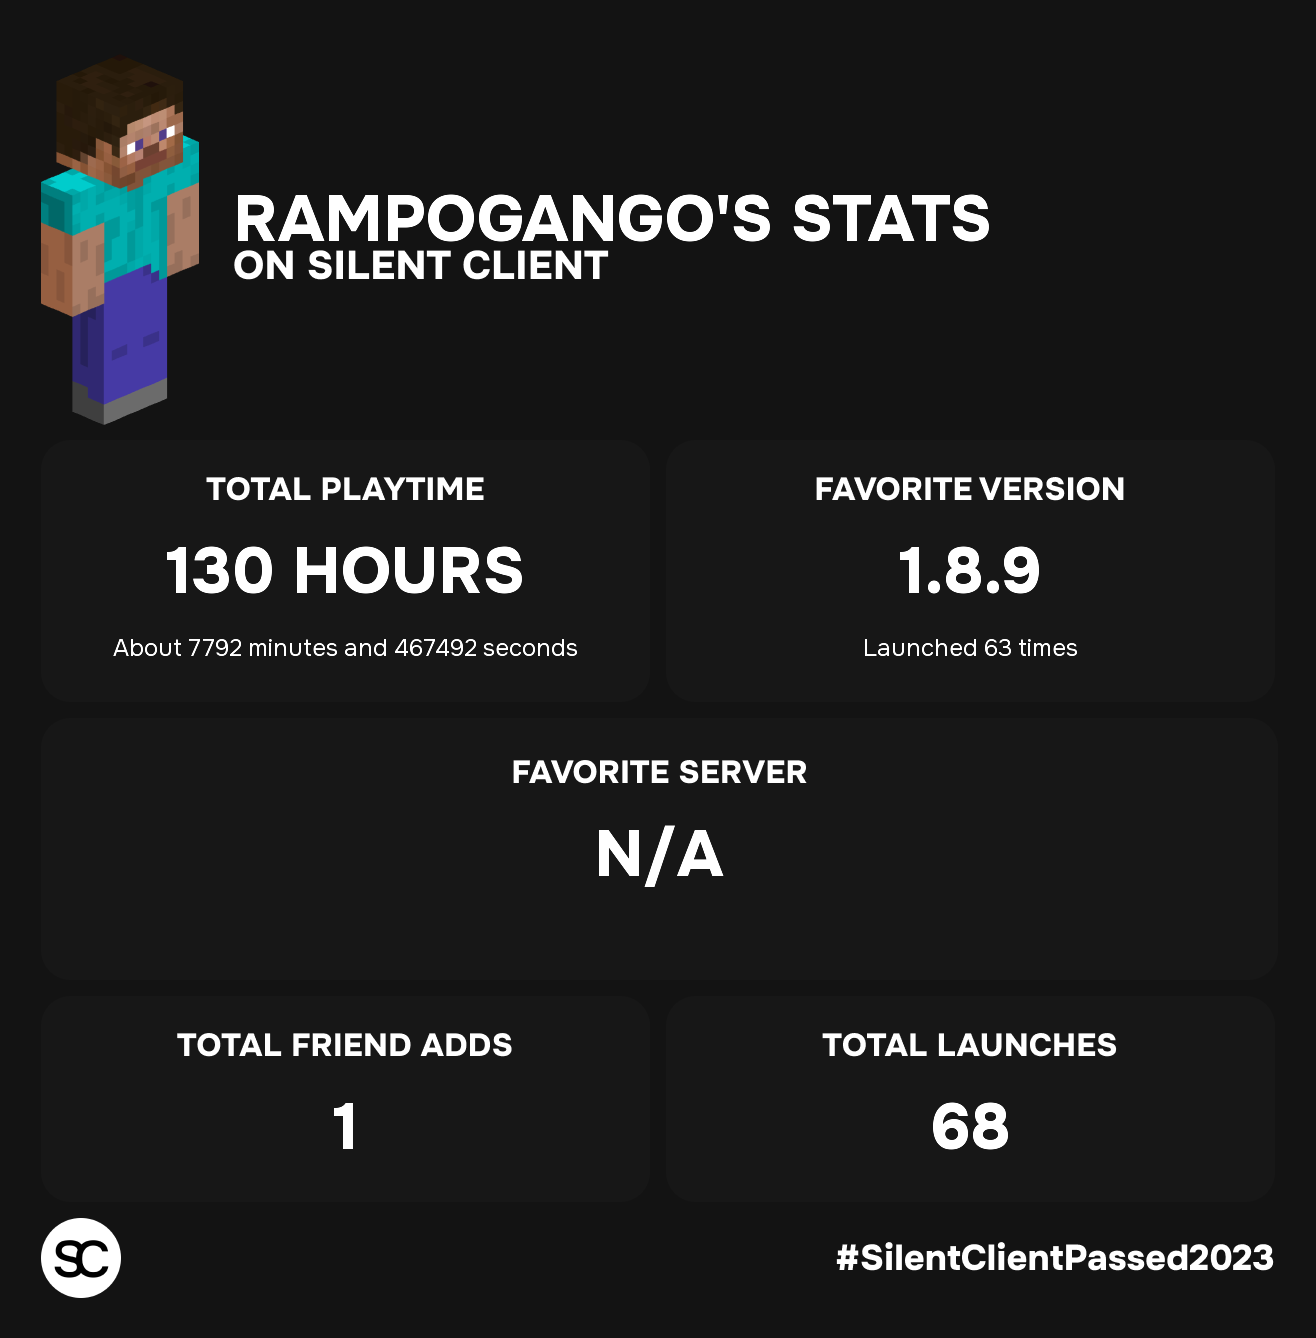 RAMPOGANGO'S STATS
ON SILENT CLIENT
TOTAL PLAYTIME
130 HOURS
About 7792 minutes and 467492 seconds
FAVORITE VERSION
1.8.9
Launched 63 times
FAVORITE SERVER
N/A
TOTAL FRIEND ADDS
1
TOTAL LAUNCHES
68
SC
#SilentClientPassed2023